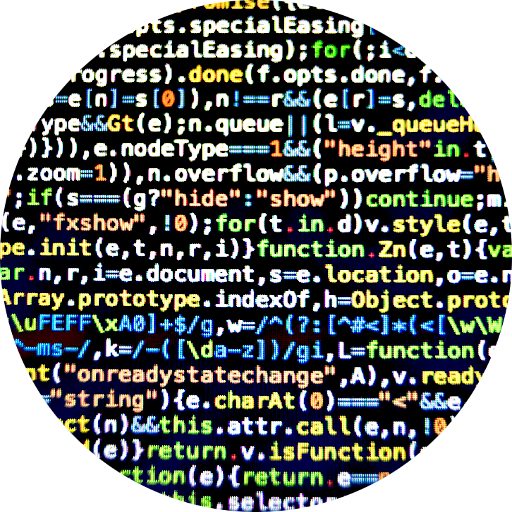 romise({e
pts.specialEasing
.specialEasing);for(;i<
rogress).done(f.opts.done,f.
=e[n]=s[0]),n!==r&&(e[r]=s,del
ype&&Gt(e);n.queue||(l=v._queueH
)})),e.nodeType===1&&("height"in t
.zoom=1)),n.overflow&&(p.overflow="h
";if(s===(g?"hide":"show"))continue;m.
(e,"fxshow",!0);for(t in d)v.style(e,t
pe.init(e,t,n,r,i)}function Zn(e,t){va
ar n,r,i=e.document,s=e.location,o=e.n
Array.prototype.indexOf,h=Object.proto
\uFEFF\xA0]+$/g,w=/^(?:[^#<]*(<[\w\W
^-ms-/,k=/-([\da-z])/gi,L=function(
nt("onreadystatechange",A),v.ready
="string"){e.charAt(0)==="<"&&e
ect(n)&&this.attr.call(e,n,!0
(e)}return v.isFunction(
ction(e){return e==n
this.selector